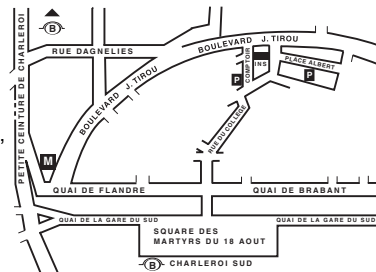 B
RUE DAGNELIES
BOULEVARD J. TIROU
BOULEVARD J. TIROU
COMPTOIR
INS
PLACE ALBERT
P
P
PETITE CEINTURE DE CHARLEROI
,
RUE DU COLLEGE
M
QUAI DE FLANDRE
QUAI DE BRABANT
QUAI DE LA GARE DU SUD
QUAI DE LA GARE DU SUD
SQUARE DES
MARTYRS DU 18 AOUT
B CHARLEROI SUD